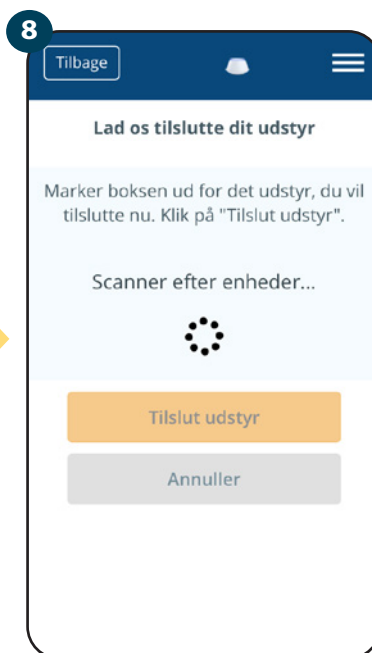 8
Tilbage
Lad os tilslutte dit udstyr
Marker boksen ud for det udstyr, du vil
tilslutte nu. Klik på "Tilslut udstyr".
Scanner efter enheder...
Tilslut udstyr
Annuller